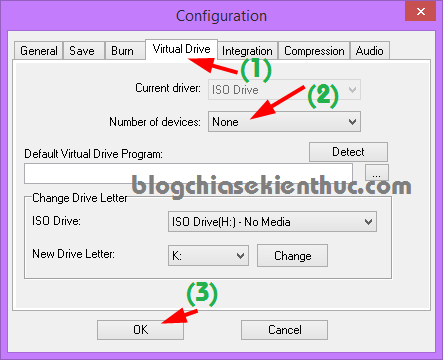 Configuration
General Save Burn Virtual Drive Integration Compression Audio
(1)
Current driver: ISO Drive
(2)
Number of devices: None
Default Virtual Drive Program: Detect
...
blogchiasekienthuc.com
Change Drive Letter
ISO Drive: ISO Drive(H:) - No Media
New Drive Letter: K: Change
(3)
OK Cancel